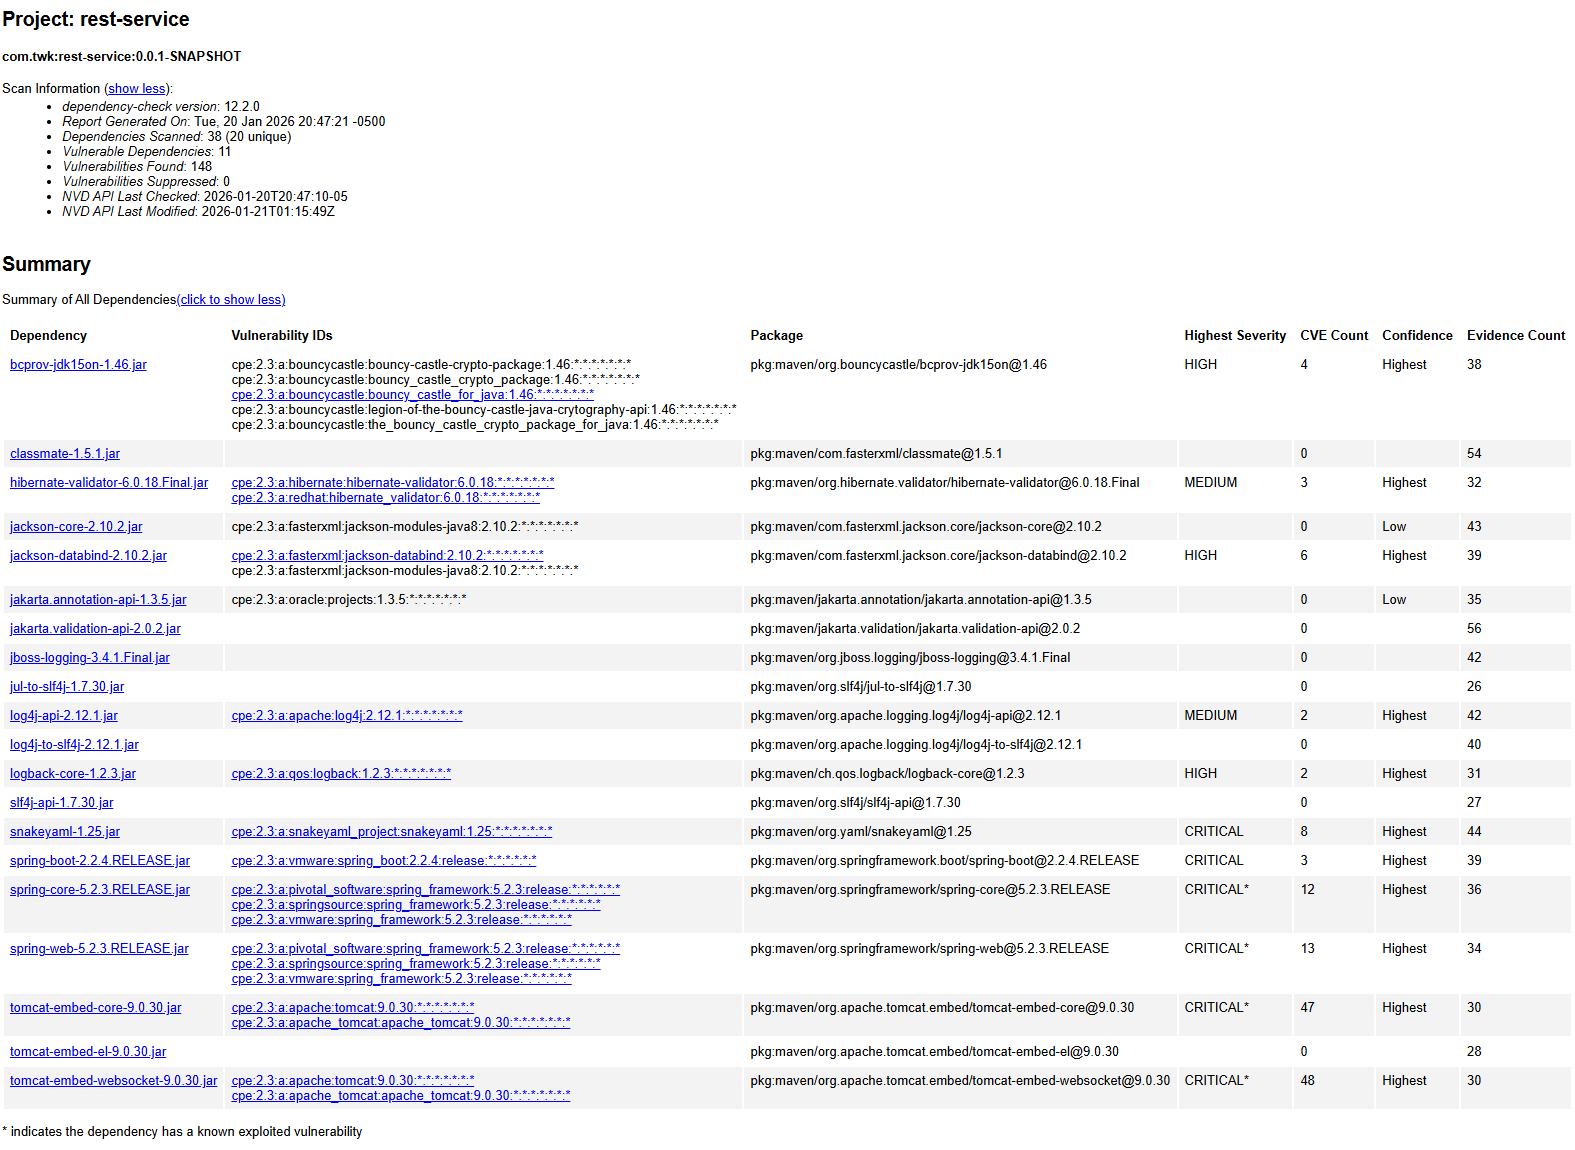 Project: rest-service
com.twk:rest-service:0.0.1-SNAPSHOT
Scan Information (show less):
• dependency-check version: 12.2.0
• Report Generated On: Tue, 20 Jan 2026 20:47:21 -0500
• Dependencies Scanned: 38 (20 unique)
• Vulnerable Dependencies: 11
• Vulnerabilities Found: 148
• Vulnerabilities Suppressed: 0
• NVD API Last Checked: 2026-01-20T20:47:10-05
• NVD API Last Modified: 2026-01-21T01:15:49Z
Summary
Summary of All Dependencies(click to show less)
Dependency Vulnerability IDs Package Highest Severity CVE Count Confidence Evidence Count
bcprov-jdk15on-1.46.jar cpe:2.3:a:bouncycastle:bouncy-castle-crypto-package:1.46:*:*:*:*:*:*:* pkg:maven/org.bouncycastle/bcprov-jdk15on@1.46 HIGH 4 Highest 38
cpe:2.3:a:bouncycastle:bouncy_castle_crypto_package:1.46:*:*:*:*:*:*:*
cpe:2.3:a:bouncycastle:bouncy_castle_for_java:1.46:*:*:*:*:*:*:*
cpe:2.3:a:bouncycastle:legion-of-the-bouncy-castle-java-crytography-api:1.46:*:*:*:*:*:*:*
cpe:2.3:a:bouncycastle:the_bouncy_castle_crypto_package_for_java:1.46:*:*:*:*:*:*:*
classmate-1.5.1.jar pkg:maven/com.fasterxml/classmate@1.5.1 0 54
hibernate-validator-6.0.18.Final.jar cpe:2.3:a:hibernate:hibernate-validator:6.0.18:*:*:*:*:*:*:* pkg:maven/org.hibernate.validator/hibernate-validator@6.0.18.Final MEDIUM 3 Highest 32
cpe:2.3:a:redhat:hibernate_validator:6.0.18:*:*:*:*:*:*:*
jackson-core-2.10.2.jar cpe:2.3:a:fasterxml:jackson-modules-java8:2.10.2:*:*:*:*:*:*:* pkg:maven/com.fasterxml.jackson.core/jackson-core@2.10.2 0 Low 43
jackson-databind-2.10.2.jar cpe:2.3:a:fasterxml:jackson-databind:2.10.2:*:*:*:*:*:*:* pkg:maven/com.fasterxml.jackson.core/jackson-databind@2.10.2 HIGH 6 Highest 39
cpe:2.3:a:fasterxml:jackson-modules-java8:2.10.2:*:*:*:*:*:*:*
jakarta.annotation-api-1.3.5.jar cpe:2.3:a:oracle:projects:1.3.5:*:*:*:*:*:*:* pkg:maven/jakarta.annotation/jakarta.annotation-api@1.3.5 0 Low 35
jakarta.validation-api-2.0.2.jar pkg:maven/jakarta.validation/jakarta.validation-api@2.0.2 0 56
jboss-logging-3.4.1.Final.jar pkg:maven/org.jboss.logging/jboss-logging@3.4.1.Final 0 42
jul-to-slf4j-1.7.30.jar pkg:maven/org.slf4j/jul-to-slf4j@1.7.30 0 26
log4j-api-2.12.1.jar cpe:2.3:a:apache:log4j:2.12.1:*:*:*:*:*:*:* pkg:maven/org.apache.logging.log4j/log4j-api@2.12.1 MEDIUM 2 Highest 42
log4j-to-slf4j-2.12.1.jar pkg:maven/org.apache.logging.log4j/log4j-to-slf4j@2.12.1 0 40
logback-core-1.2.3.jar cpe:2.3:a:qos:logback:1.2.3:*:*:*:*:*:*:* pkg:maven/ch.qos.logback/logback-core@1.2.3 HIGH 2 Highest 31
slf4j-api-1.7.30.jar pkg:maven/org.slf4j/slf4j-api@1.7.30 0 27
snakeyaml-1.25.jar cpe:2.3:a:snakeyaml_project:snakeyaml:1.25:*:*:*:*:*:*:* pkg:maven/org.yaml/snakeyaml@1.25 CRITICAL 8 Highest 44
spring-boot-2.2.4.RELEASE.jar cpe:2.3:a:vmware:spring_boot:2.2.4:release:*:*:*:*:*:* pkg:maven/org.springframework.boot/spring-boot@2.2.4.RELEASE CRITICAL 3 Highest 39
spring-core-5.2.3.RELEASE.jar cpe:2.3:a:pivotal_software:spring_framework:5.2.3:release:*:*:*:*:*:* pkg:maven/org.springframework/spring-core@5.2.3.RELEASE CRITICAL* 12 Highest 36
cpe:2.3:a:springsource:spring_framework:5.2.3:release:*:*:*:*:*:*
cpe:2.3:a:vmware:spring_framework:5.2.3:release:*:*:*:*:*:*
spring-web-5.2.3.RELEASE.jar cpe:2.3:a:pivotal_software:spring_framework:5.2.3:release:*:*:*:*:*:* pkg:maven/org.springframework/spring-web@5.2.3.RELEASE CRITICAL* 13 Highest 34
cpe:2.3:a:springsource:spring_framework:5.2.3:release:*:*:*:*:*:*
cpe:2.3:a:vmware:spring_framework:5.2.3:release:*:*:*:*:*:*
tomcat-embed-core-9.0.30.jar cpe:2.3:a:apache:tomcat:9.0.30:*:*:*:*:*:*:* pkg:maven/org.apache.tomcat.embed/tomcat-embed-core@9.0.30 CRITICAL* 47 Highest 30
cpe:2.3:a:apache_tomcat:apache_tomcat:9.0.30:*:*:*:*:*:*:*
tomcat-embed-el-9.0.30.jar pkg:maven/org.apache.tomcat.embed/tomcat-embed-el@9.0.30 0 28
tomcat-embed-websocket-9.0.30.jar cpe:2.3:a:apache:tomcat:9.0.30:*:*:*:*:*:*:* pkg:maven/org.apache.tomcat.embed/tomcat-embed-websocket@9.0.30 CRITICAL* 48 Highest 30
cpe:2.3:a:apache_tomcat:apache_tomcat:9.0.30:*:*:*:*:*:*:*
* indicates the dependency has a known exploited vulnerability